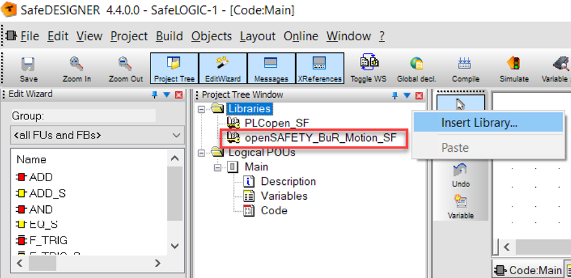 SafeDESIGNER 4.4.0.0 - SafeLOGIC-1 - [Code:Main]
File Edit View Project Build Objects Layout Online Window ?
Save Zoom In Zoom Out Project Tree EditWizard Messages XReferences Toggle WS Global decl. Compile Simulate Variable
Edit Wizard
Project Tree Window
Group:
<all FUs and FBs>
Name
ADD
ADD_S
AND
EQ_S
F_TRIG
Libraries
PLCopen_SF
openSAFETY_BuR_Motion_SF
Logical POUs
Main
Description
Variables
Code
Insert Library...
Paste
Undo
Variable
Code:Main